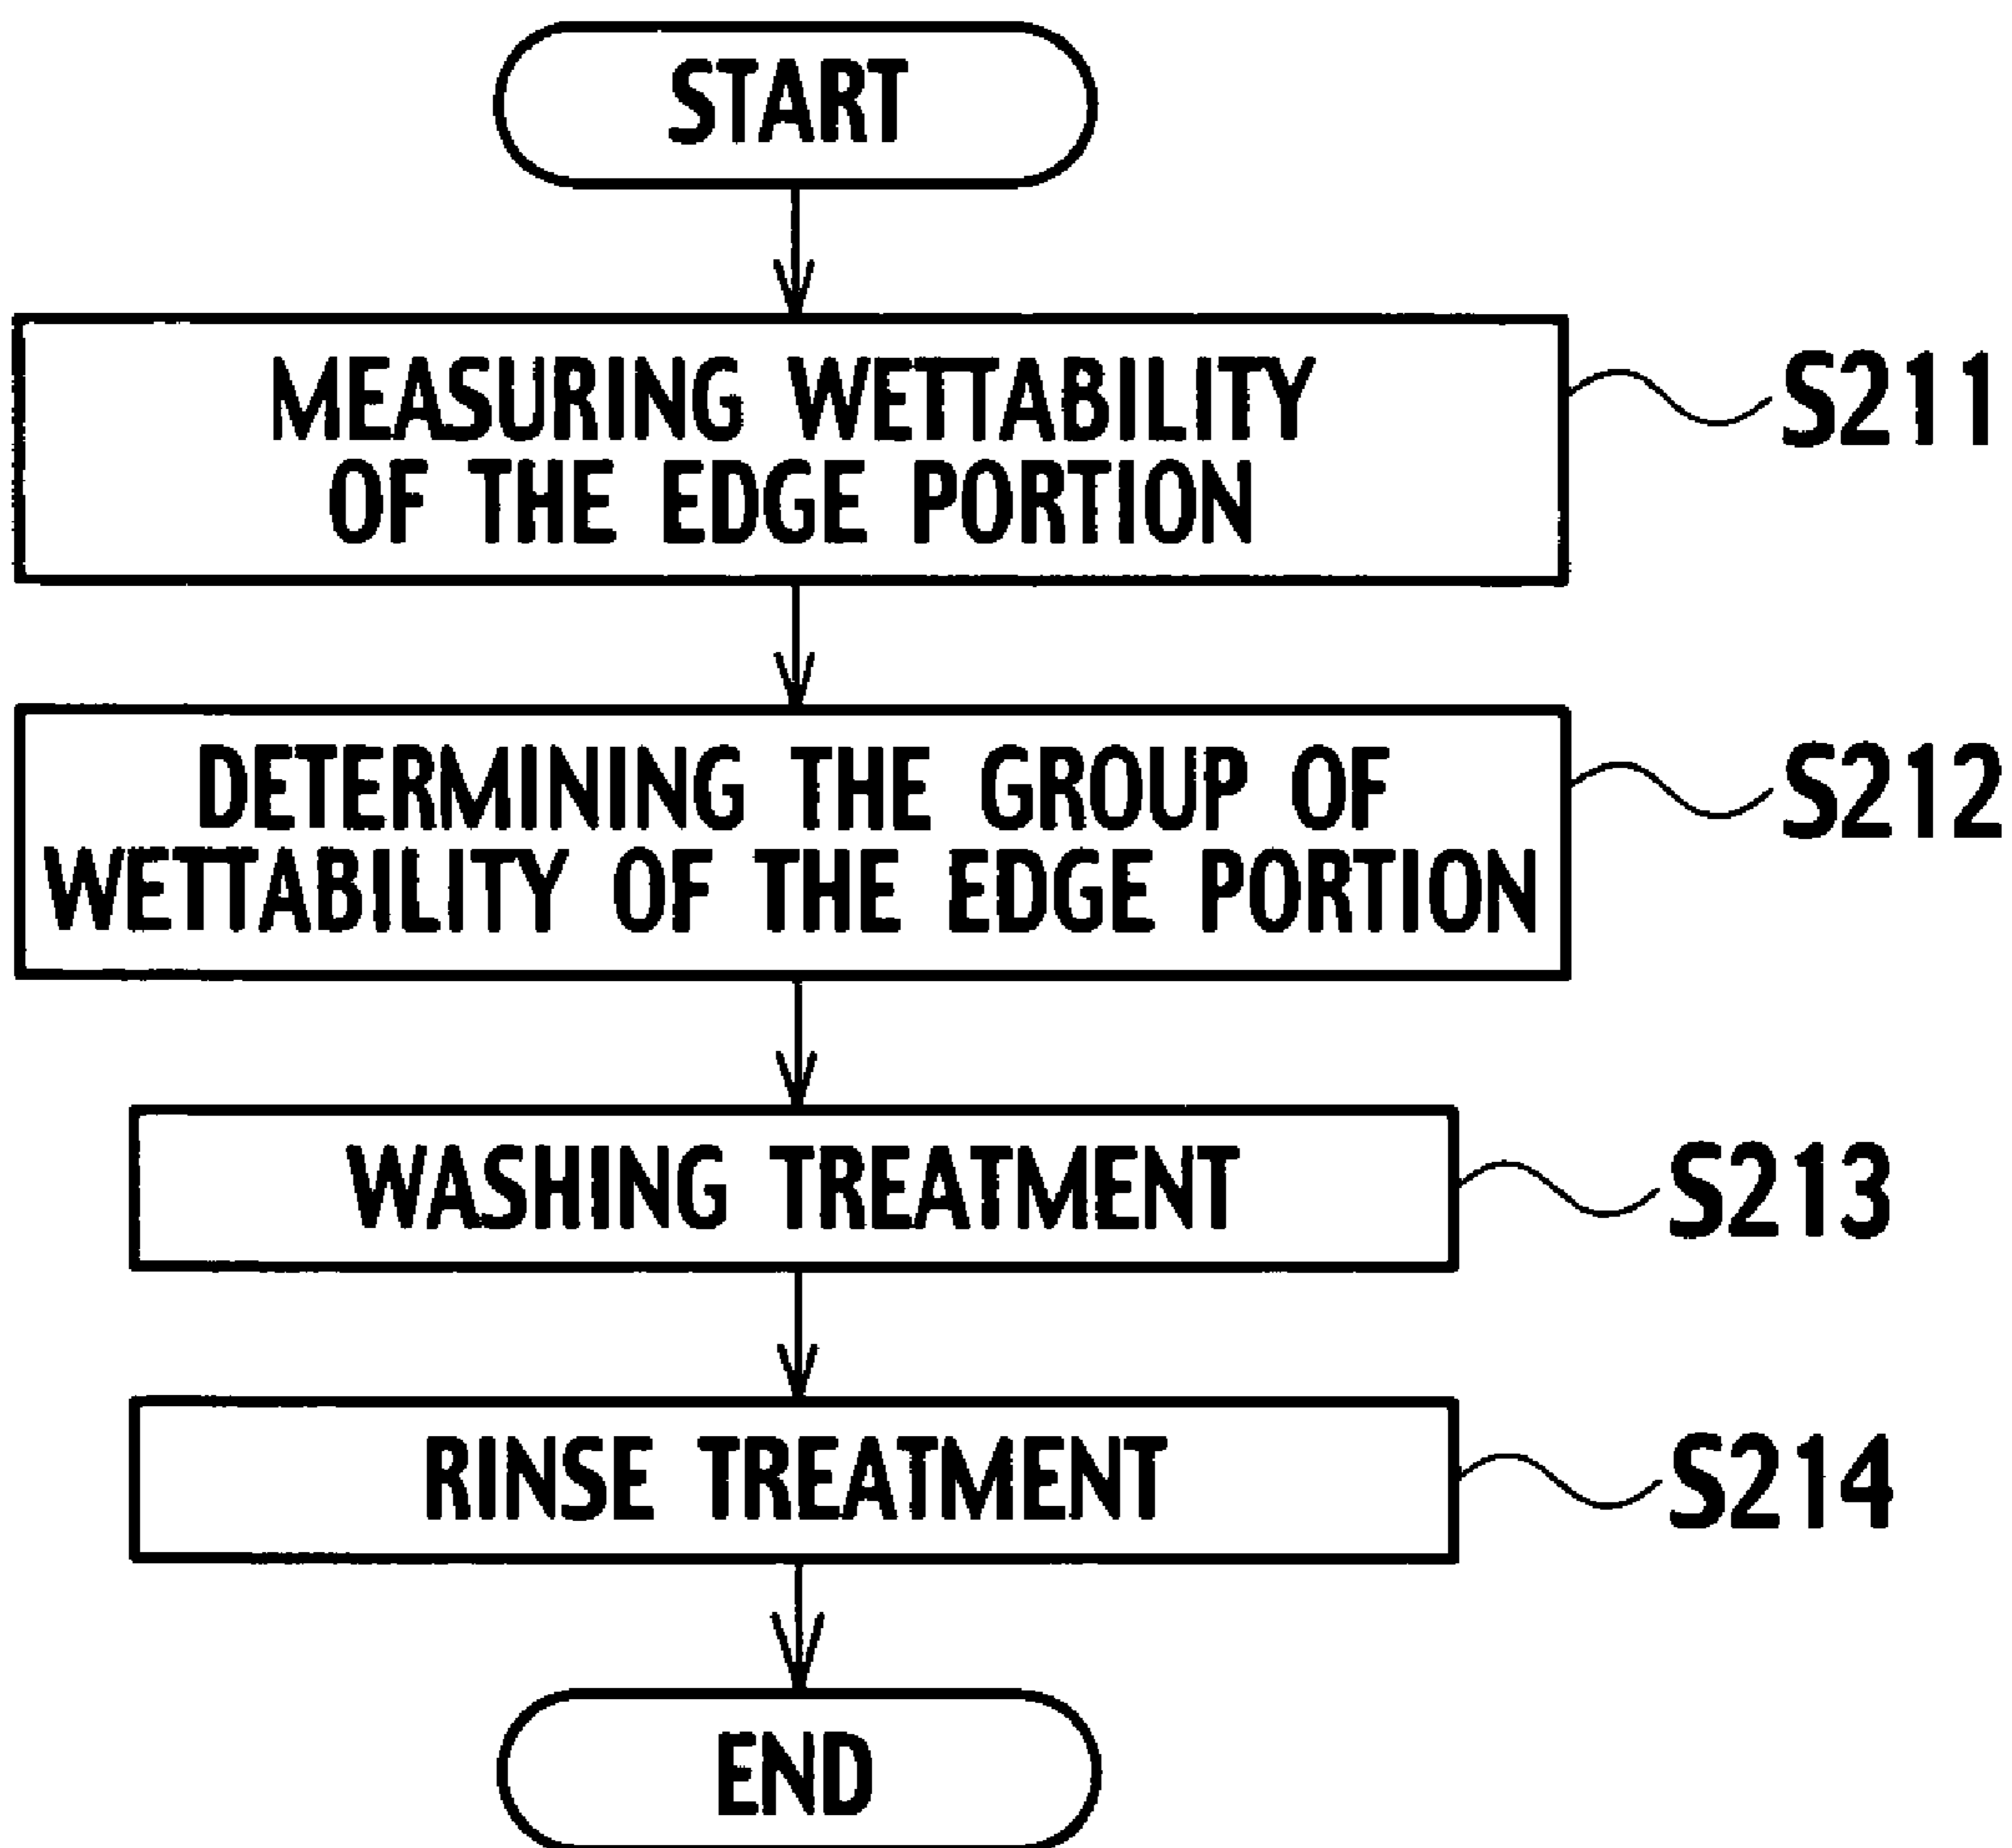 START
MEASURING WETTABILITY
OF THE EDGE PORTION
S211
DETERMINING THE GROUP OF
WETTABILITY OF THE EDGE PORTION
S212
WASHING TREATMENT
S213
RINSE TREATMENT
S214
END